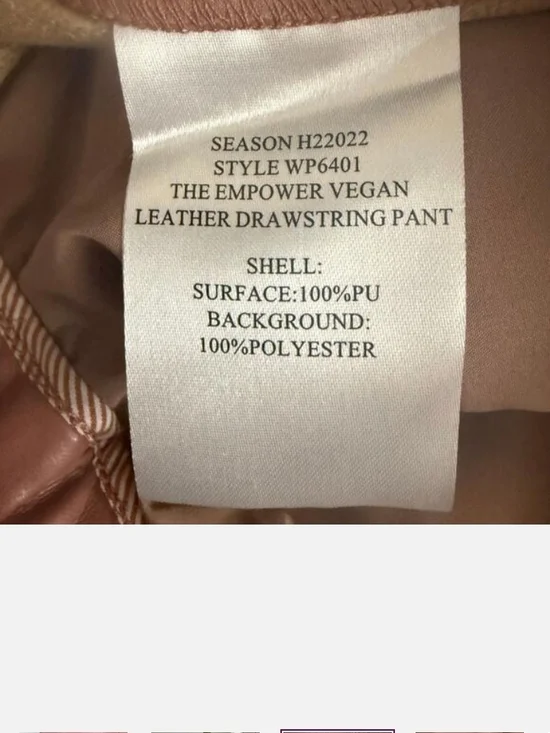 SEASON H22022
STYLE WP6401
THE EMPOWER VEGAN
LEATHER DRAWSTRING PANT
SHELL:
SURFACE:100%PU
BACKGROUND:
100%POLYESTER